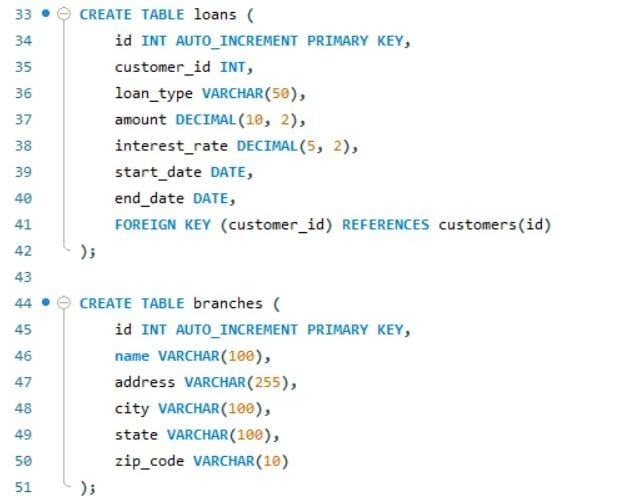 33 CREATE TABLE loans (
34 id INT AUTO_INCREMENT PRIMARY KEY,
35 customer_id INT,
36 loan_type VARCHAR(50),
37 amount DECIMAL(10, 2),
38 interest_rate DECIMAL(5, 2),
39 start_date DATE,
40 end_date DATE,
41 FOREIGN KEY (customer_id) REFERENCES customers(id)
42 );
43
44 CREATE TABLE branches (
45 id INT AUTO_INCREMENT PRIMARY KEY,
46 name VARCHAR(100),
47 address VARCHAR(255),
48 city VARCHAR(100),
49 state VARCHAR(100),
50 zip_code VARCHAR(10)
51 );